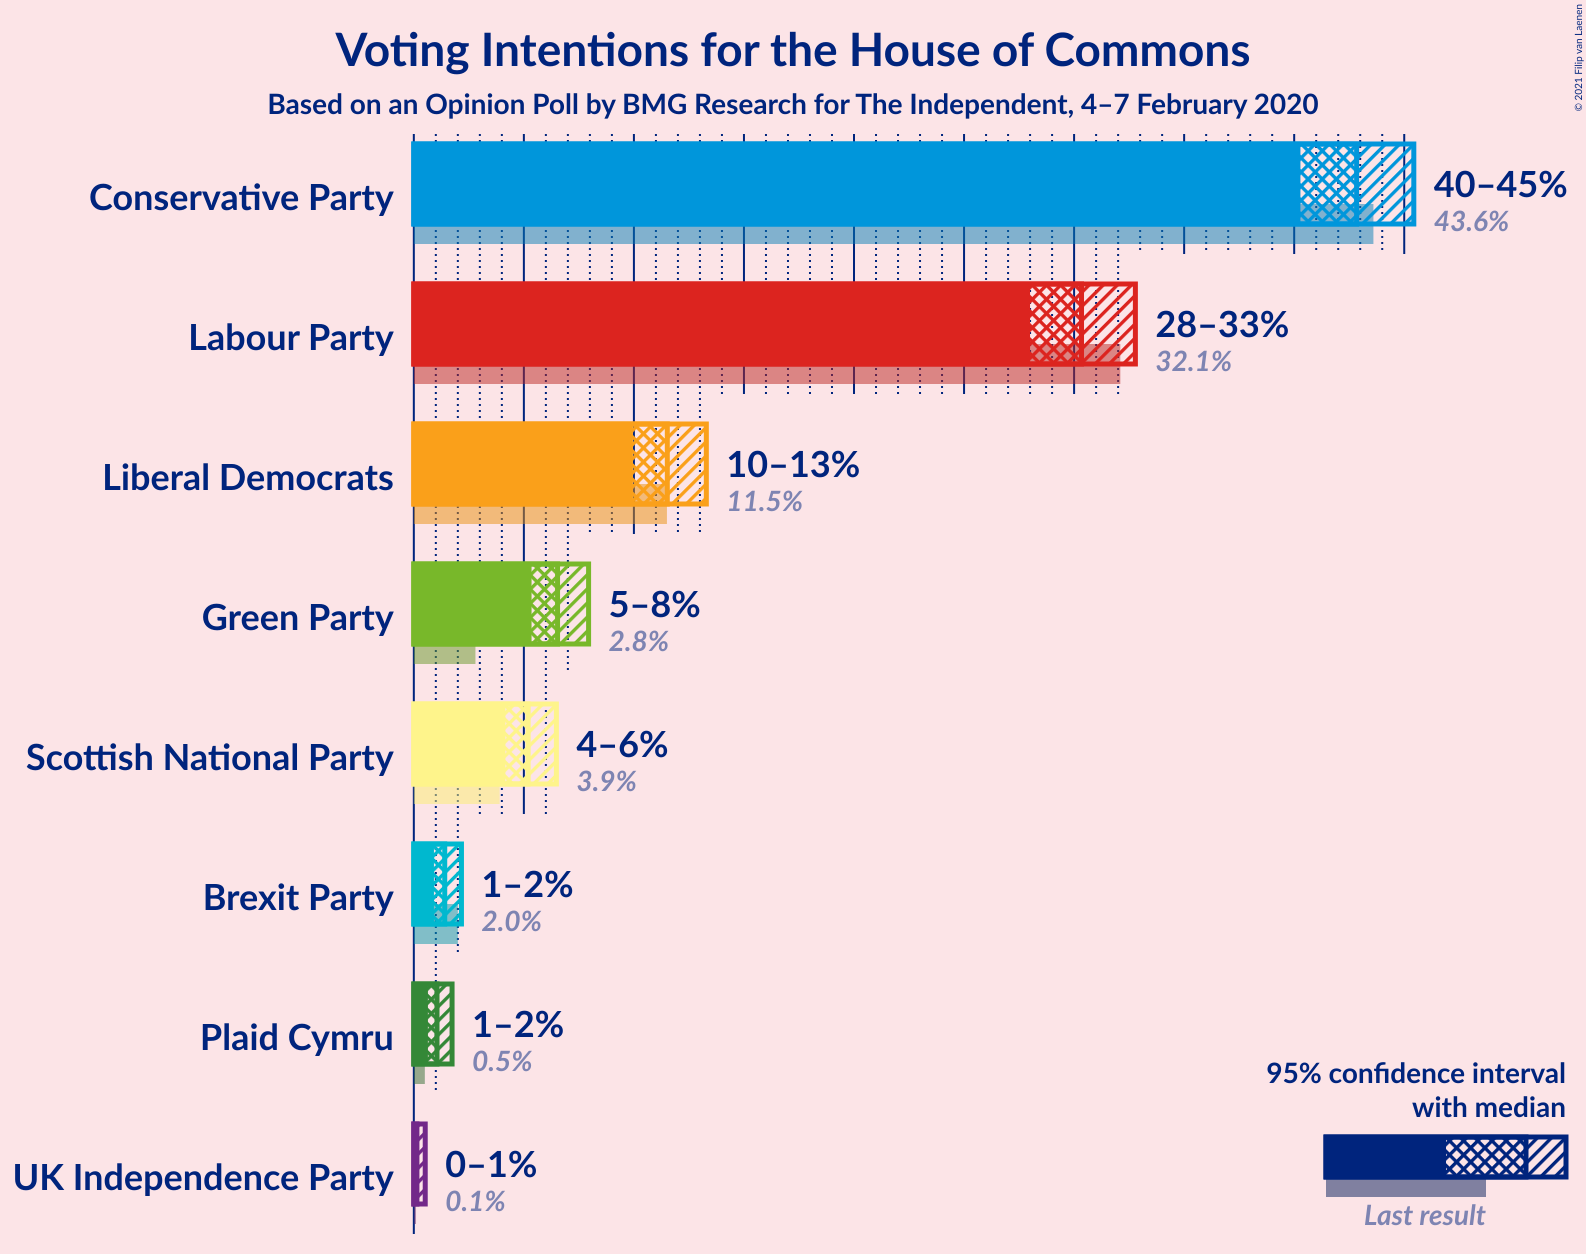 Voting Intentions for the House of Commons
Based on an Opinion Poll by BMG Research for The Independent, 4–7 February 2020
© 2021 Filip van Laenen
Conservative Party
40–45%
43.6%
Labour Party
28–33%
32.1%
Liberal Democrats
10–13%
11.5%
Green Party
5–8%
2.8%
Scottish National Party
4–6%
3.9%
Brexit Party
1–2%
2.0%
Plaid Cymru
1–2%
0.5%
UK Independence Party
0–1%
0.1%
95% confidence interval
with median
Last result